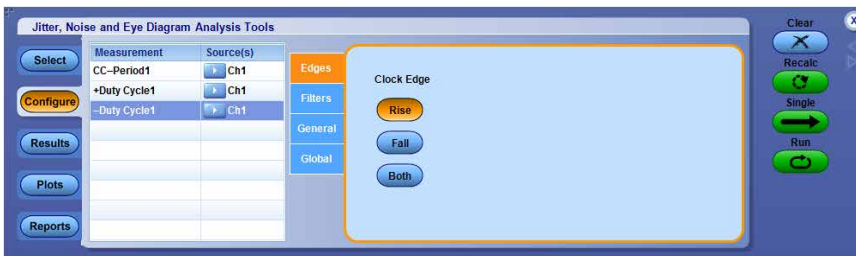 Jitter, Noise and Eye Diagram Analysis Tools
Select
Configure
Results
Plots
Reports
Measurement Source(s)
CC–Period1 Ch1
+Duty Cycle1 Ch1
–Duty Cycle1 Ch1
Edges
Filters
General
Global
Clock Edge
Rise
Fall
Both
Clear
Recalc
Single
Run